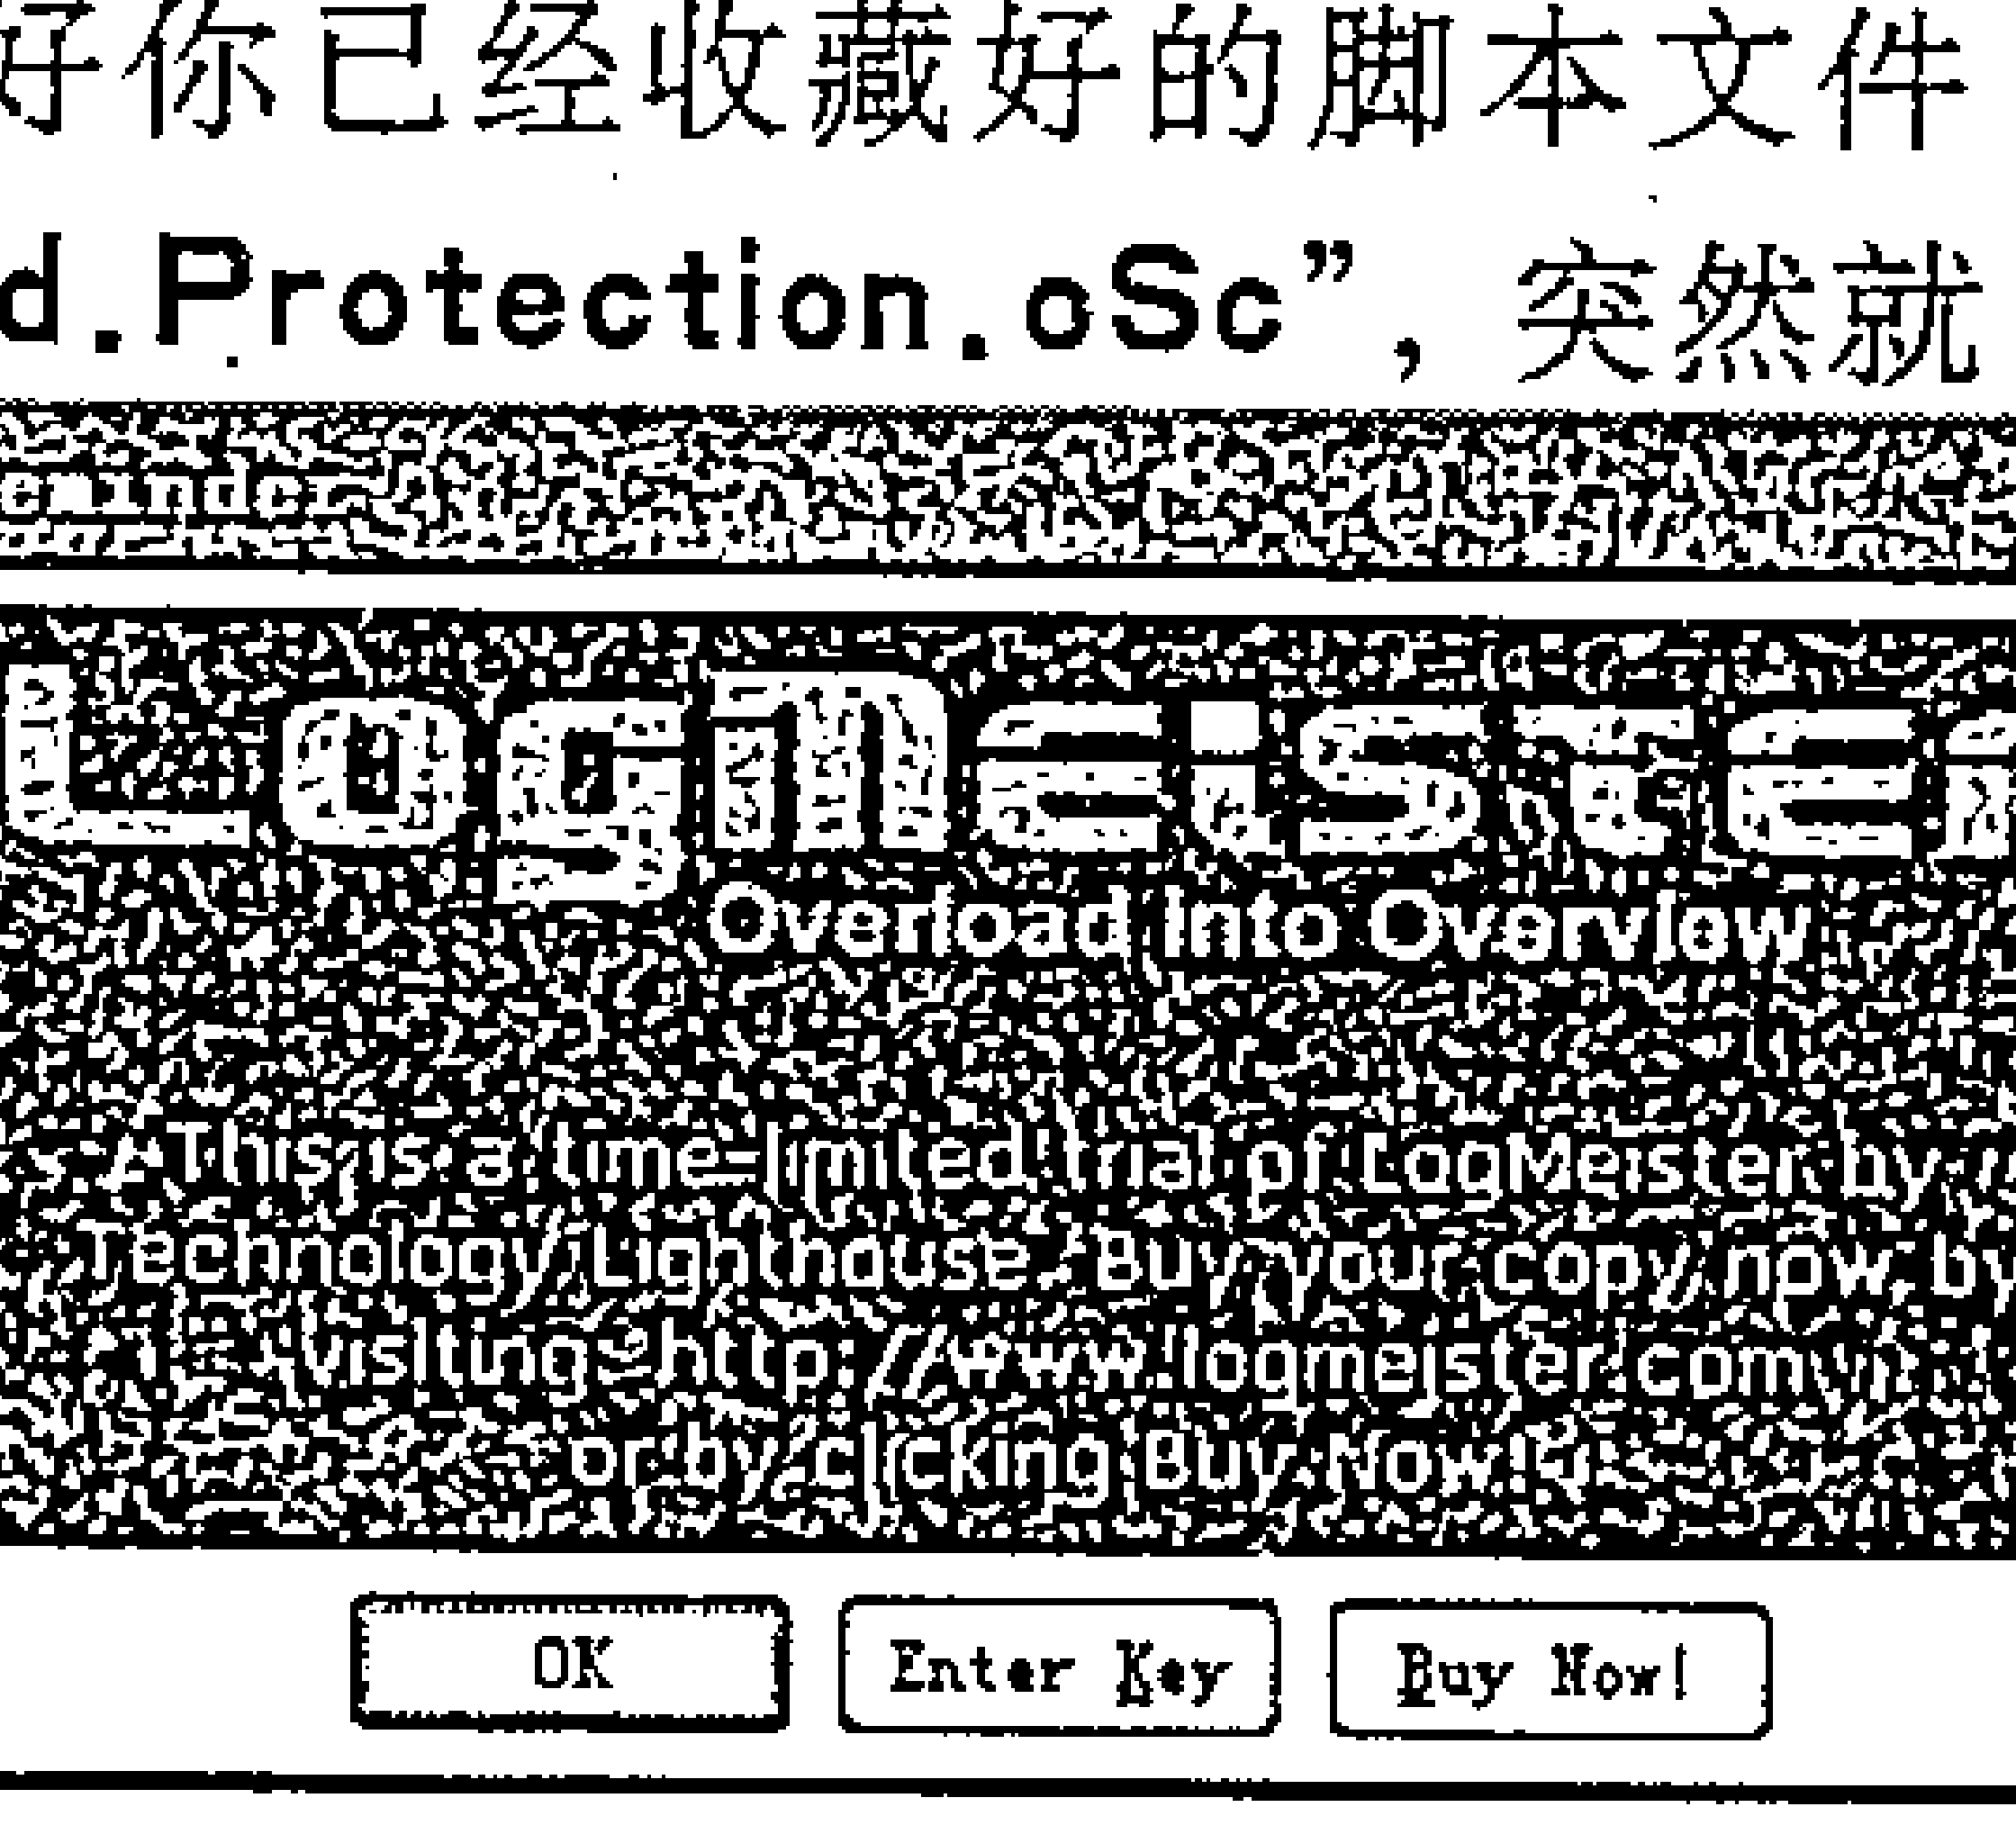 好你已经收藏好的脚本文件
d.Protection.oSc”，突然就
LogMeiste
Overload Into Overview
This is a time-limited trial of LogMeister by
Technology Lighthouse. Buy your copy now by
visiting http://www.logmeister.com
or by clicking Buy Now!
OK
Enter Key
Buy Now!